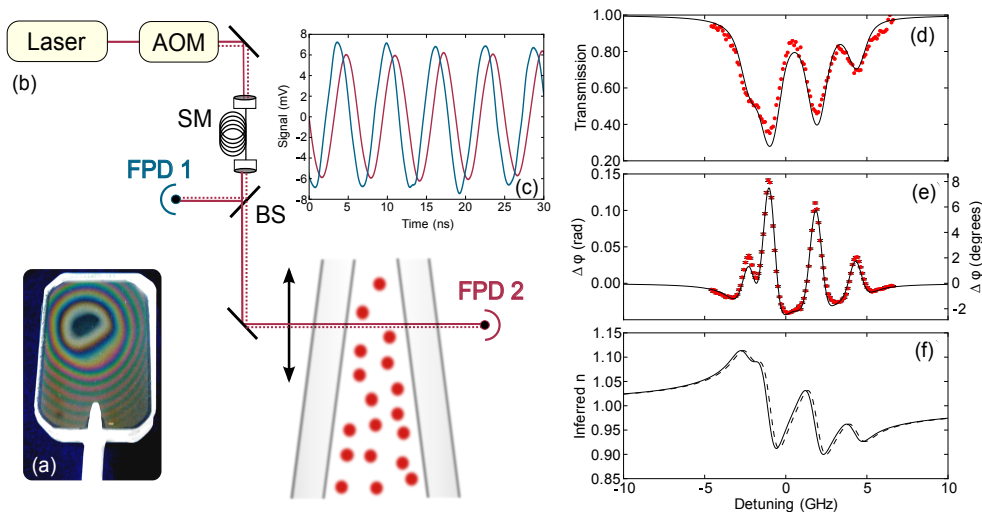 Laser
AOM
(b)
SM
FPD 1
BS
FPD 2
(a)
Signal (mV)
8
6
4
2
0
-2
-4
-6
-8
0
5
10
15
20
25
30
Time (ns)
(c)
Transmission
1.00
0.80
0.60
0.40
0.20
(d)
Δ φ (rad)
0.15
0.10
0.05
0.00
(e)
8
6
4
2
0
-2
Δ φ (degrees)
Inferred n
1.15
1.10
1.05
1.00
0.95
0.90
0.85
(f)
-10
-5
0
5
10
Detuning (GHz)